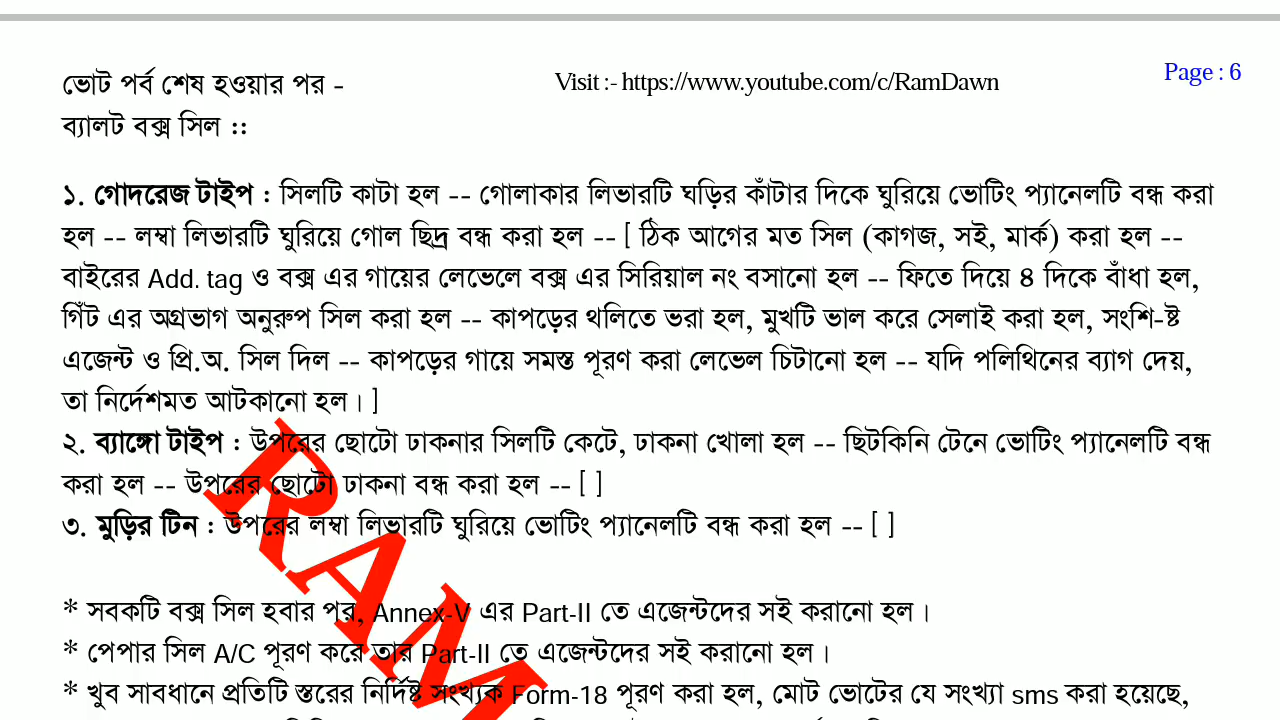 ভোট পর্ব শেষ হওয়ার পর -
Visit :- https://www.youtube.com/c/RamDawn
Page : 6
ব্যালট বক্স সিল ::
১. গোদরেজ টাইপ : সিলটি কাটা হল -- গোলাকার লিভারটি ঘড়ির কাঁটার দিকে ঘুরিয়ে ভোটিং প্যানেলটি বন্ধ করা
হল -- লম্বা লিভারটি ঘুরিয়ে গোল ছিদ্র বন্ধ করা হল -- [ ঠিক আগের মত সিল (কাগজ, সই, মার্ক) করা হল --
বাইরের Add. tag ও বক্স এর গায়ের লেভেলে বক্স এর সিরিয়াল নং বসানো হল -- ফিতে দিয়ে ৪ দিকে বাঁধা হল,
গিঁট এর অগ্রভাগ অনুরুপ সিল করা হল -- কাপড়ের থলিতে ভরা হল, মুখটি ভাল করে সেলাই করা হল, সংশি-ষ্ট
এজেন্ট ও প্রি.অ. সিল দিল -- কাপড়ের গায়ে সমস্ত পূরণ করা লেভেল চিটানো হল -- যদি পলিথিনের ব্যাগ দেয়,
তা নির্দেশমত আটকানো হল। ]
২. ব্যাঙ্গো টাইপ : উপরের ছোটো ঢাকনার সিলটি কেটে, ঢাকনা খোলা হল -- ছিটকিনি টেনে ভোটিং প্যানেলটি বন্ধ
করা হল -- উপরের ছোটো ঢাকনা বন্ধ করা হল -- [ ]
৩. মুড়ির টিন : উপরের লম্বা লিভারটি ঘুরিয়ে ভোটিং প্যানেলটি বন্ধ করা হল -- [ ]
* সবকটি বক্স সিল হবার পর, Annex-V এর Part-II তে এজেন্টদের সই করানো হল।
* পেপার সিল A/C পূরণ করে তার Part-II তে এজেন্টদের সই করানো হল।
* খুব সাবধানে প্রতিটি স্তরের নির্দিষ্ট সংখ্যক Form-18 পূরণ করা হল, মোট ভোটের যে সংখ্যা sms করা হয়েছে,
RAM